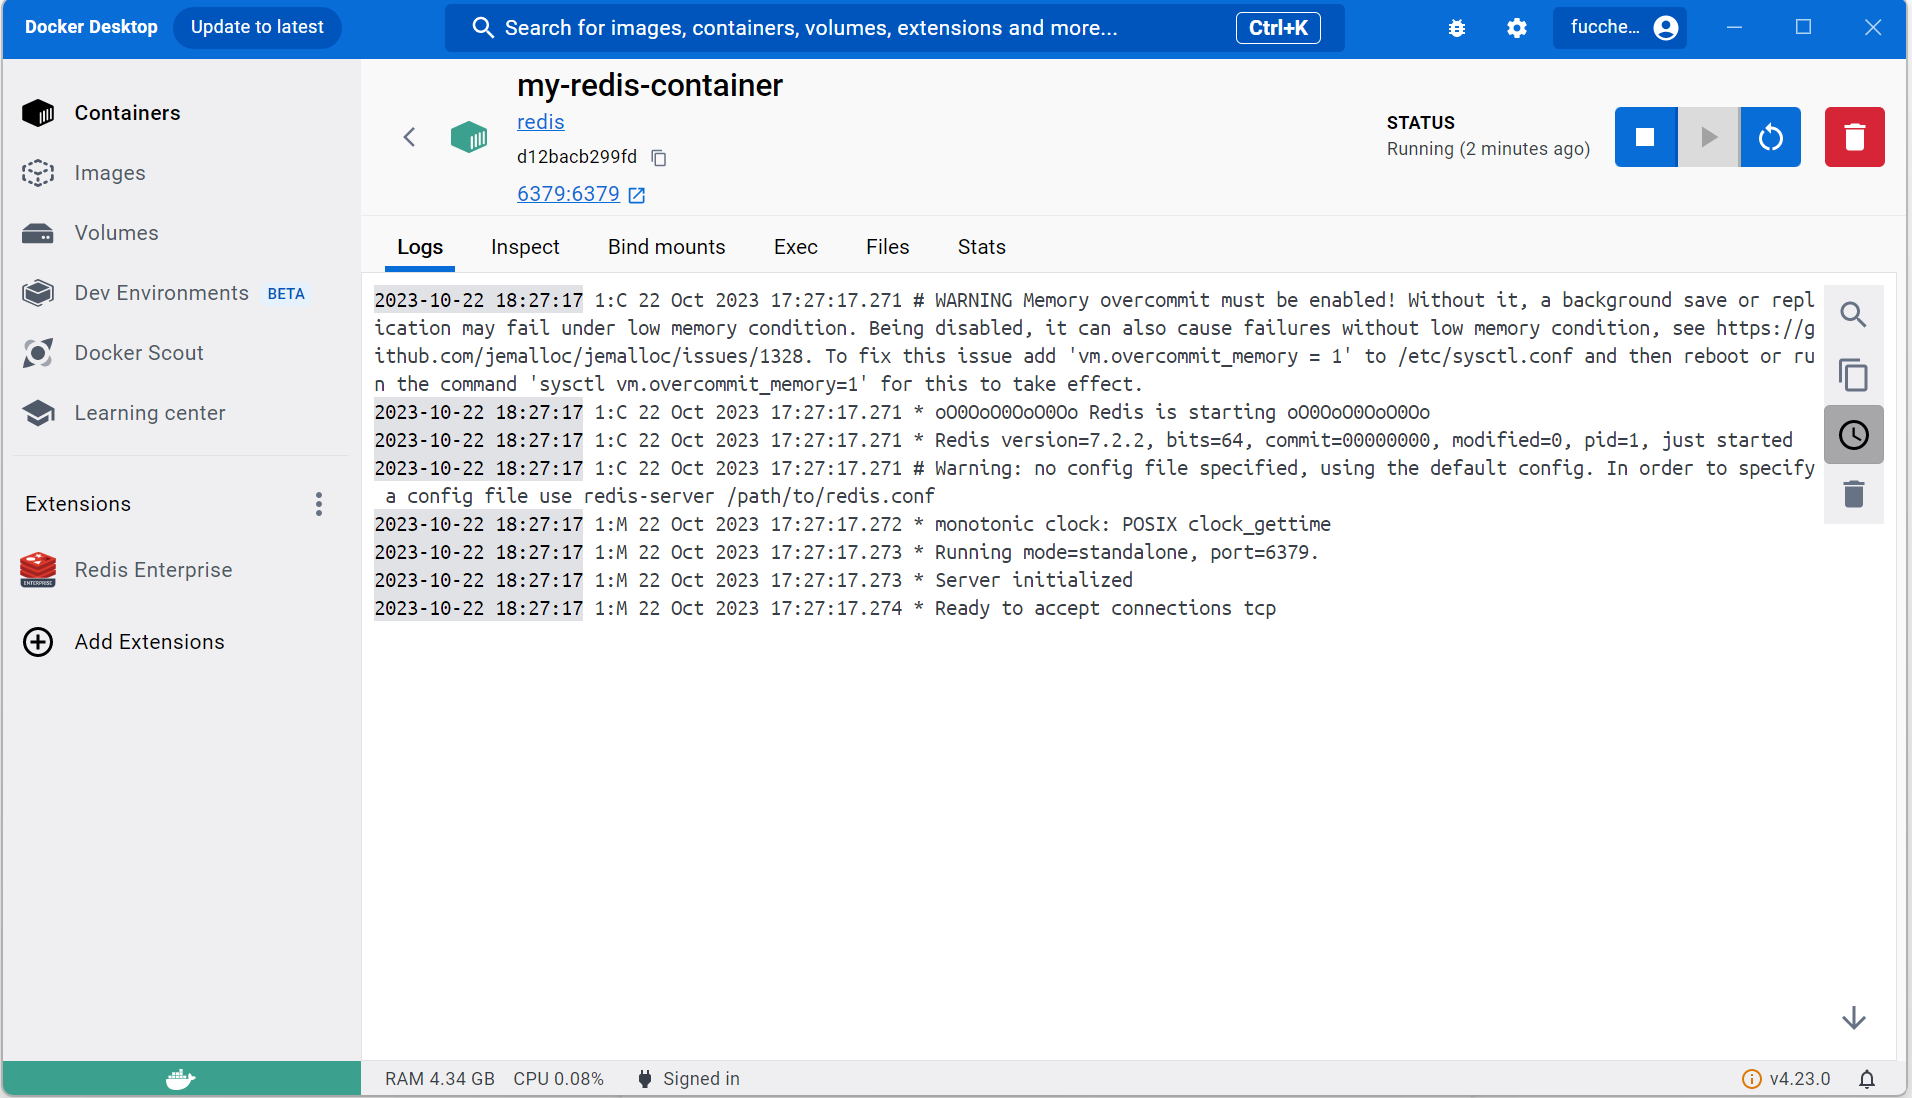 Docker Desktop
Update to latest
Search for images, containers, volumes, extensions and more...
Ctrl+K
fucche...
Containers
Images
Volumes
Dev Environments BETA
Docker Scout
Learning center
Extensions
ENTERPRISE
Redis Enterprise
Add Extensions
my-redis-container
redis
d12bacb299fd
6379:6379
STATUS
Running (2 minutes ago)
Logs
Inspect
Bind mounts
Exec
Files
Stats
2023-10-22 18:27:17 1:C 22 Oct 2023 17:27:17.271 # WARNING Memory overcommit must be enabled! Without it, a background save or repl
ication may fail under low memory condition. Being disabled, it can also cause failures without low memory condition, see https://g
ithub.com/jemalloc/jemalloc/issues/1328. To fix this issue add 'vm.overcommit_memory = 1' to /etc/sysctl.conf and then reboot or ru
n the command 'sysctl vm.overcommit_memory=1' for this to take effect.
2023-10-22 18:27:17 1:C 22 Oct 2023 17:27:17.271 * oO0OoO0OoO0Oo Redis is starting oO0OoO0OoO0Oo
2023-10-22 18:27:17 1:C 22 Oct 2023 17:27:17.271 * Redis version=7.2.2, bits=64, commit=00000000, modified=0, pid=1, just started
2023-10-22 18:27:17 1:C 22 Oct 2023 17:27:17.271 # Warning: no config file specified, using the default config. In order to specify
a config file use redis-server /path/to/redis.conf
2023-10-22 18:27:17 1:M 22 Oct 2023 17:27:17.272 * monotonic clock: POSIX clock_gettime
2023-10-22 18:27:17 1:M 22 Oct 2023 17:27:17.273 * Running mode=standalone, port=6379.
2023-10-22 18:27:17 1:M 22 Oct 2023 17:27:17.273 * Server initialized
2023-10-22 18:27:17 1:M 22 Oct 2023 17:27:17.274 * Ready to accept connections tcp
RAM 4.34 GB
CPU 0.08%
Signed in
v4.23.0